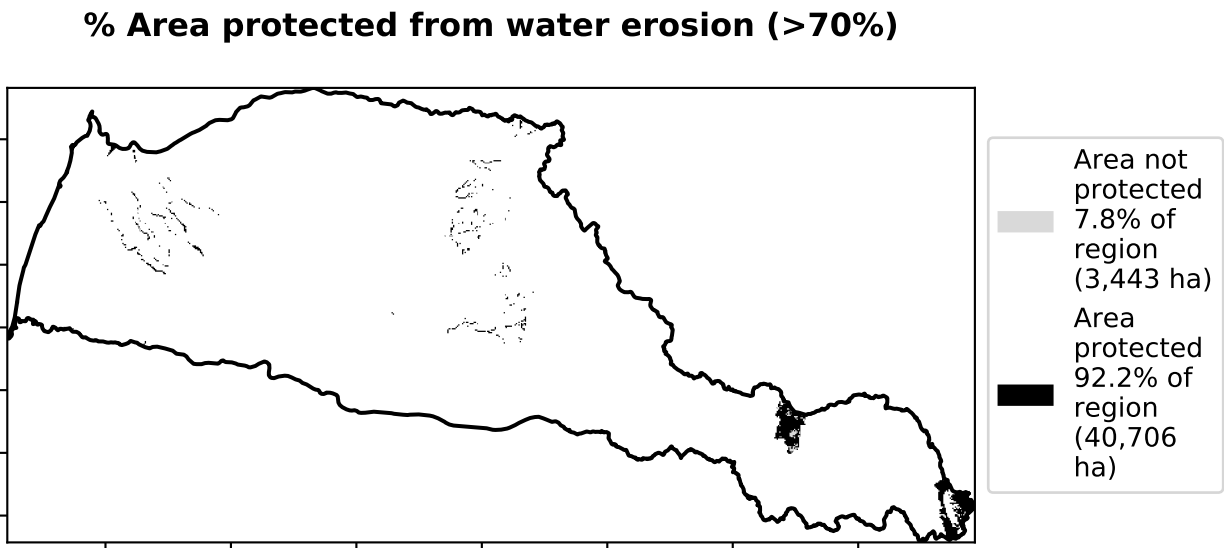 % Area protected from water erosion (>70%)
Area not
protected
7.8% of
region
(3,443 ha)
Area
protected
92.2% of
region
(40,706
ha)